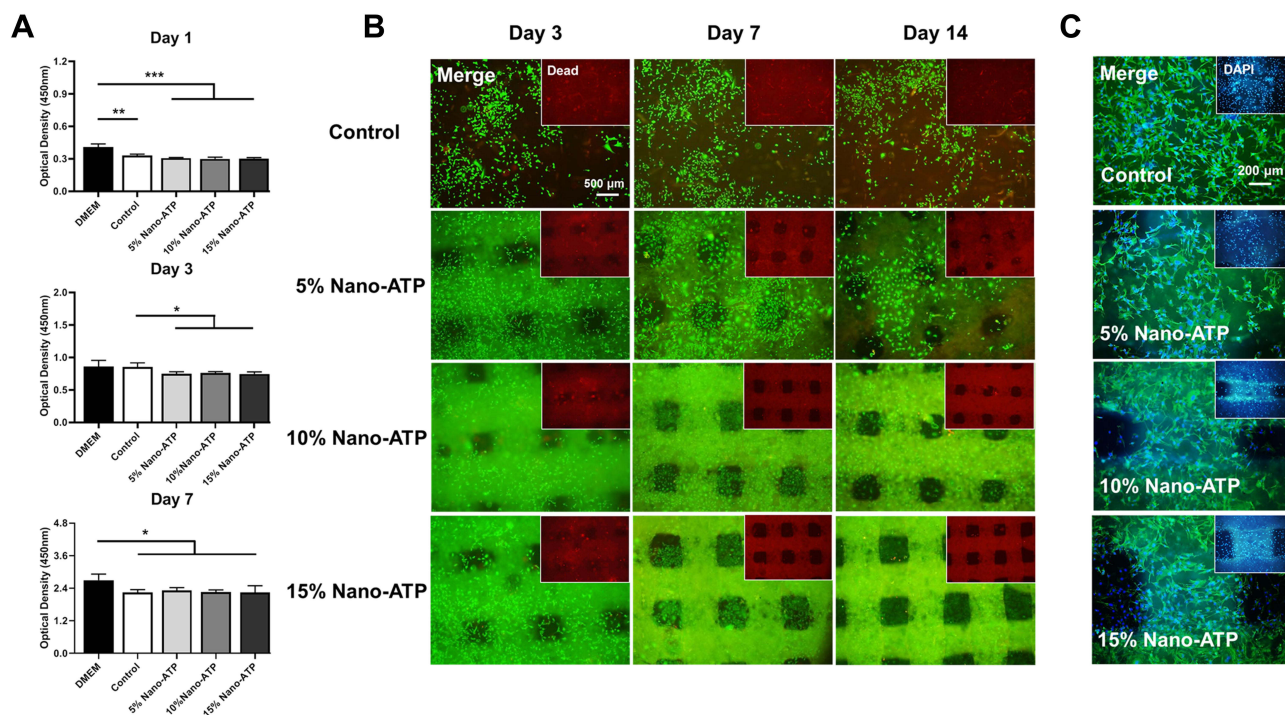 A
Day 1
Optical Density (450nm)
1.2
0.9
0.6
0.3
0.0
***
**
DMEM
Control
5% Nano-ATP
10% Nano-ATP
15% Nano-ATP
Day 3
Optical Density (450nm)
2.0
1.5
1.0
0.5
0.0
*
DMEM
Control
5% Nano-ATP
10%Nano-ATP
15% Nano-ATP
Day 7
Optical Density (450nm)
4.8
3.6
2.4
1.2
0.0
*
DMEM
Control
5% Nano-ATP
10%Nano-ATP
15% Nano-ATP
B
Day 3
Day 7
Day 14
Control
5% Nano-ATP
10% Nano-ATP
15% Nano-ATP
Merge
Dead
500 μm
C
Merge
DAPI
Control
200 μm
5% Nano-ATP
10% Nano-ATP
15% Nano-ATP